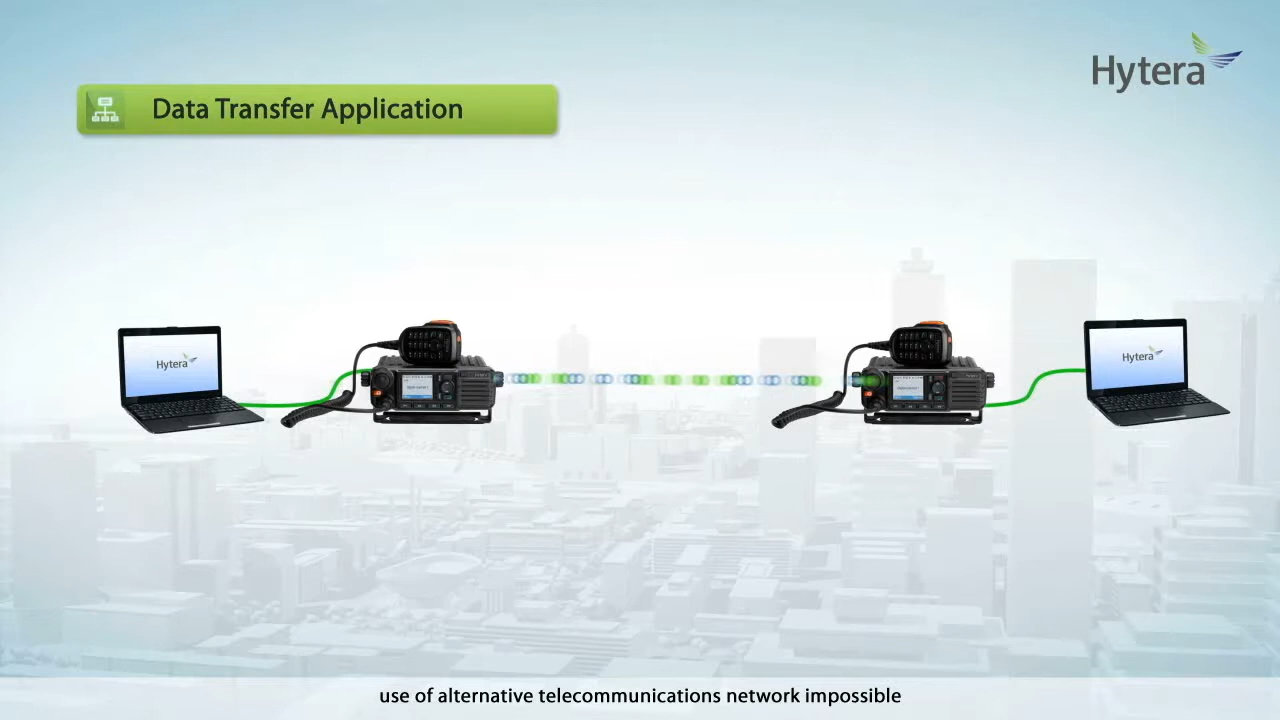 Hytera
Data Transfer Application
Hytera
Hytera
use of alternative telecommunications network impossible